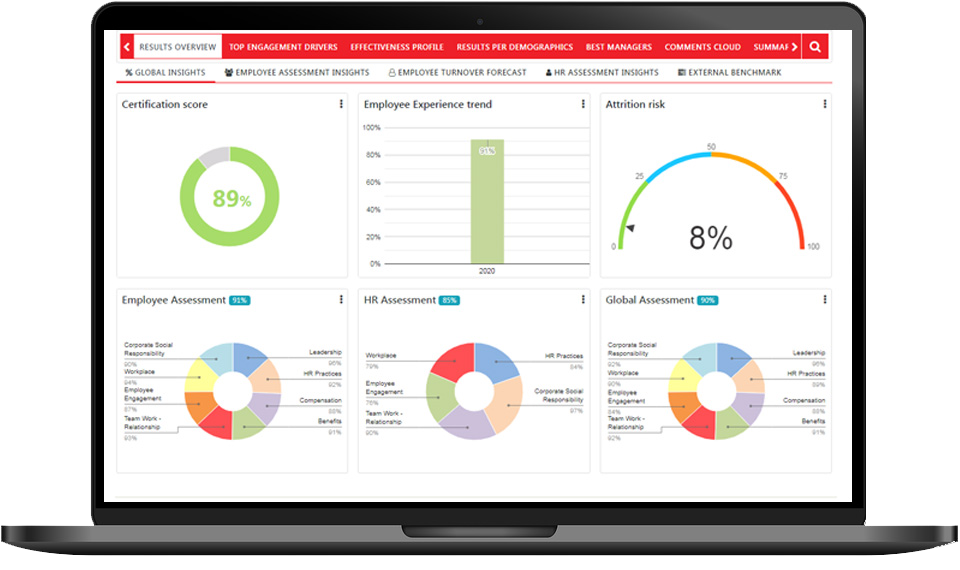 RESULTS OVERVIEW TOP ENGAGEMENT DRIVERS EFFECTIVENESS PROFILE RESULTS PER DEMOGRAPHICS BEST MANAGERS COMMENTS CLOUD SUMMAR
GLOBAL INSIGHTS EMPLOYEE ASSESSMENT INSIGHTS EMPLOYEE TURNOVER FORECAST HR ASSESSMENT INSIGHTS EXTERNAL BENCHMARK
Certification score
89%
Employee Experience trend
100%
80%
60%
40%
20%
0%
91%
2020
Attrition risk
0
25
50
75
100
8%
Employee Assessment 91%
Corporate Social
Responsibility
90%
Workplace
84%
Employee
Engagement
87%
Team Work -
Relationship
93%
Leadership
96%
HR Practices
92%
Compensation
88%
Benefits
91%
HR Assessment 85%
Workplace
79%
Employee
Engagement
76%
Team Work -
Relationship
90%
HR Practices
84%
Corporate Social
Responsibility
97%
Global Assessment 90%
Corporate Social
Responsibility
92%
Workplace
90%
Employee
Engagement
84%
Team Work -
Relationship
92%
Leadership
96%
HR Practices
89%
Compensation
88%
Benefits
91%